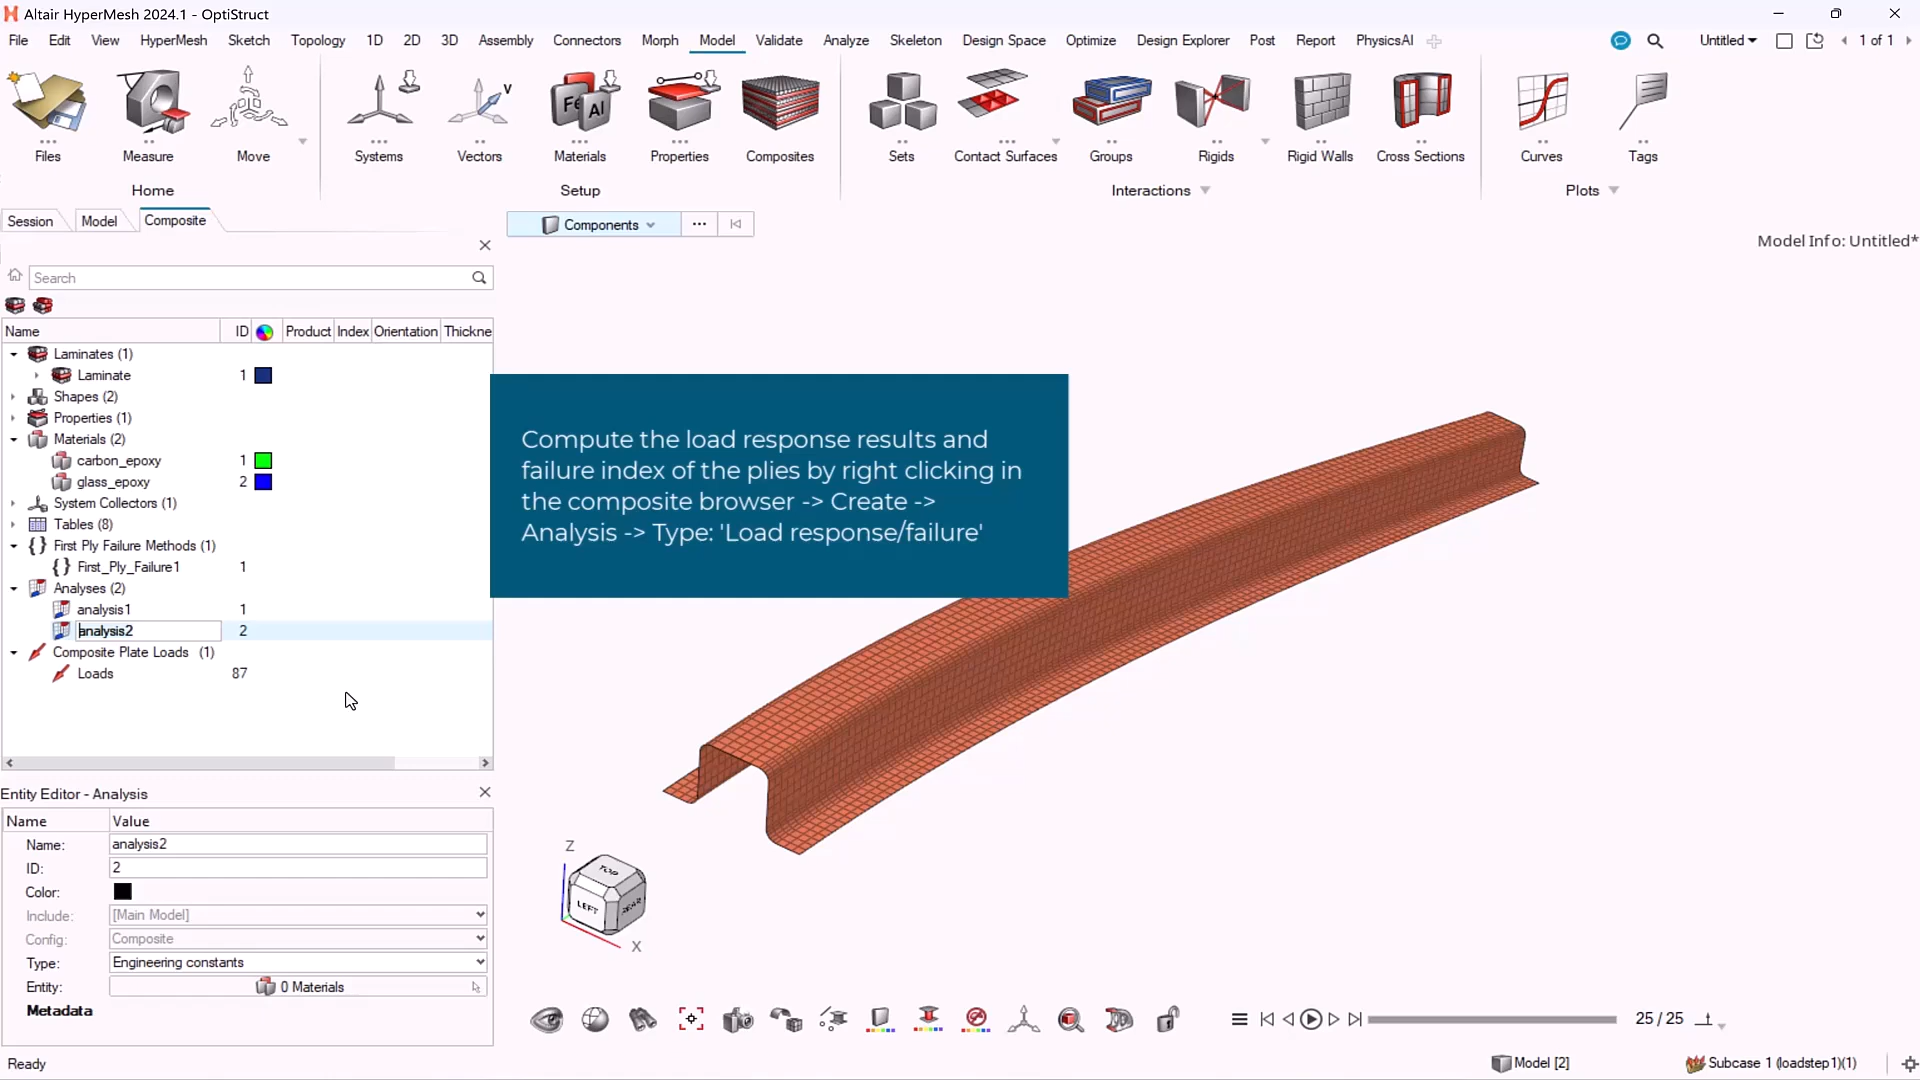 Altair HyperMesh 2024.1 - OptiStruct
File Edit View HyperMesh Sketch Topology 1D 2D 3D Assembly Connectors Morph Model Validate Analyze Skeleton Design Space Optimize Design Explorer Post Report PhysicsAI Untitled 1 of 1
Files Measure Move Systems Vectors Materials Properties Composites Sets Contact Surfaces Groups Rigids Rigid Walls Cross Sections Curves Tags
Home Setup Interactions Plots
Session Model Composite
Components
Model Info: Untitled*
Search
Name ID Product Index Orientation Thickne
Laminates (1)
Laminate 1
Shapes (2)
Properties (1)
Materials (2)
carbon_epoxy 1
glass_epoxy 2
System Collectors (1)
Tables (8)
First Ply Failure Methods (1)
First_Ply_Failure1 1
Analyses (2)
analysis1 1
analysis2 2
Composite Plate Loads (1)
Loads 87
Compute the load response results and
failure index of the plies by right clicking in
the composite browser -> Create ->
Analysis -> Type: 'Load response/failure'
Entity Editor - Analysis
Name Value
Name: analysis2
ID: 2
Color:
Include: [Main Model]
Config: Composite
Type: Engineering constants
Entity: 0 Materials
Metadata
Z
TOP
LEFT REAR
X
25 / 25
Ready
Model [2]
Subcase 1 (loadstep1)(1)